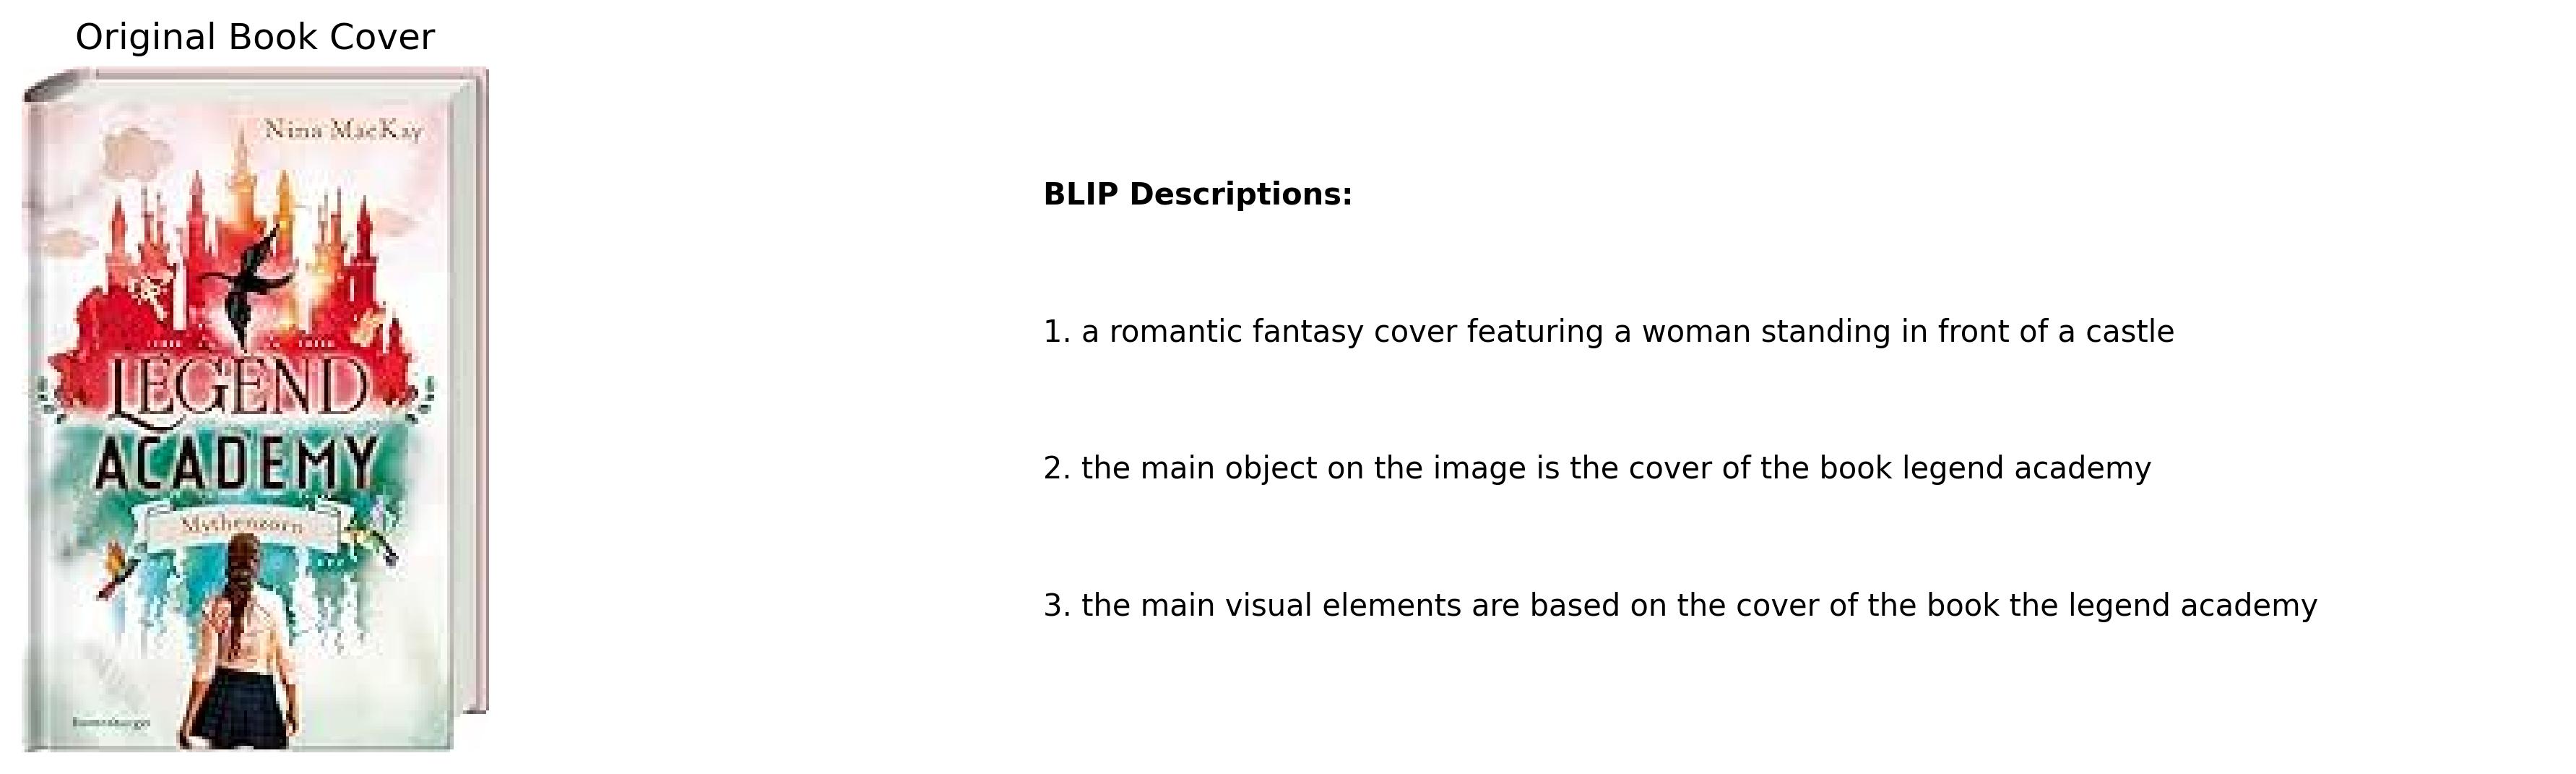 Original Book Cover
Nina MacKay
LEGEND
ACADEMY
Mythenzorn
Ravensburger
BLIP Descriptions:
1. a romantic fantasy cover featuring a woman standing in front of a castle
2. the main object on the image is the cover of the book legend academy
3. the main visual elements are based on the cover of the book the legend academy